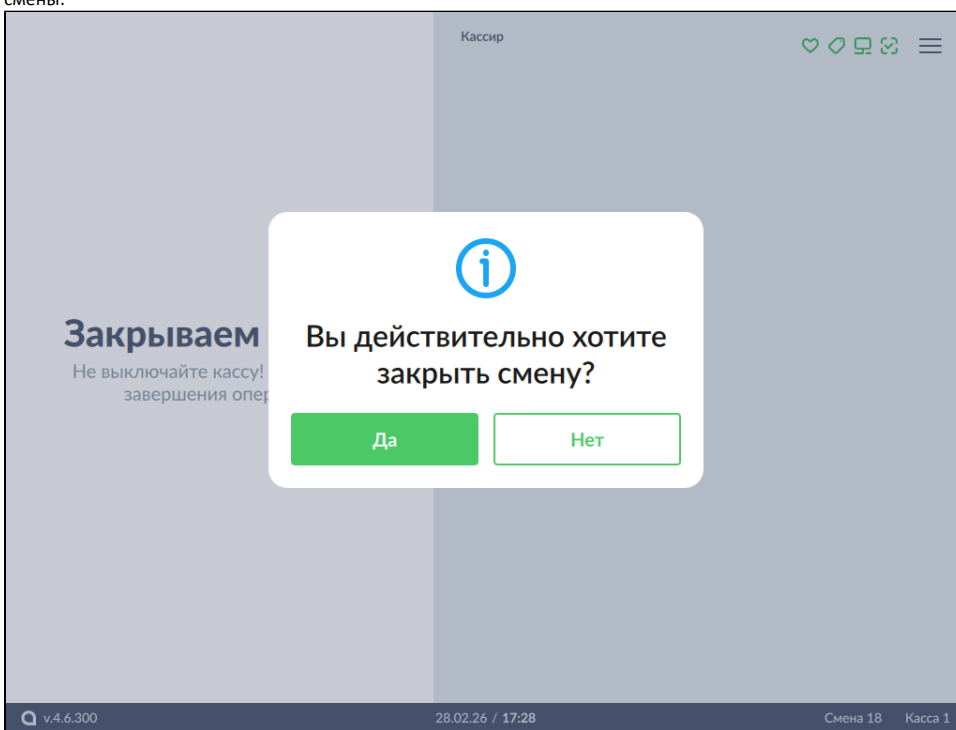 смены.
Кассир
Закрываем
Не выключайте кассу!
завершения опер
Вы действительно хотите
закрыть смену?
Да
Нет
v.4.6.300
28.02.26 / 17:28
Смена 18
Касса 1